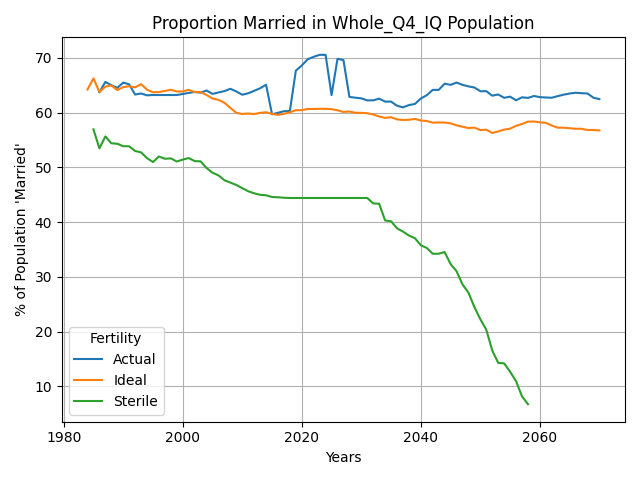 Proportion Married in Whole_Q4_IQ Population
% of Population 'Married'
70
60
50
40
30
20
10
Fertility
Actual
Ideal
Sterile
1980
2000
2020
2040
2060
Years